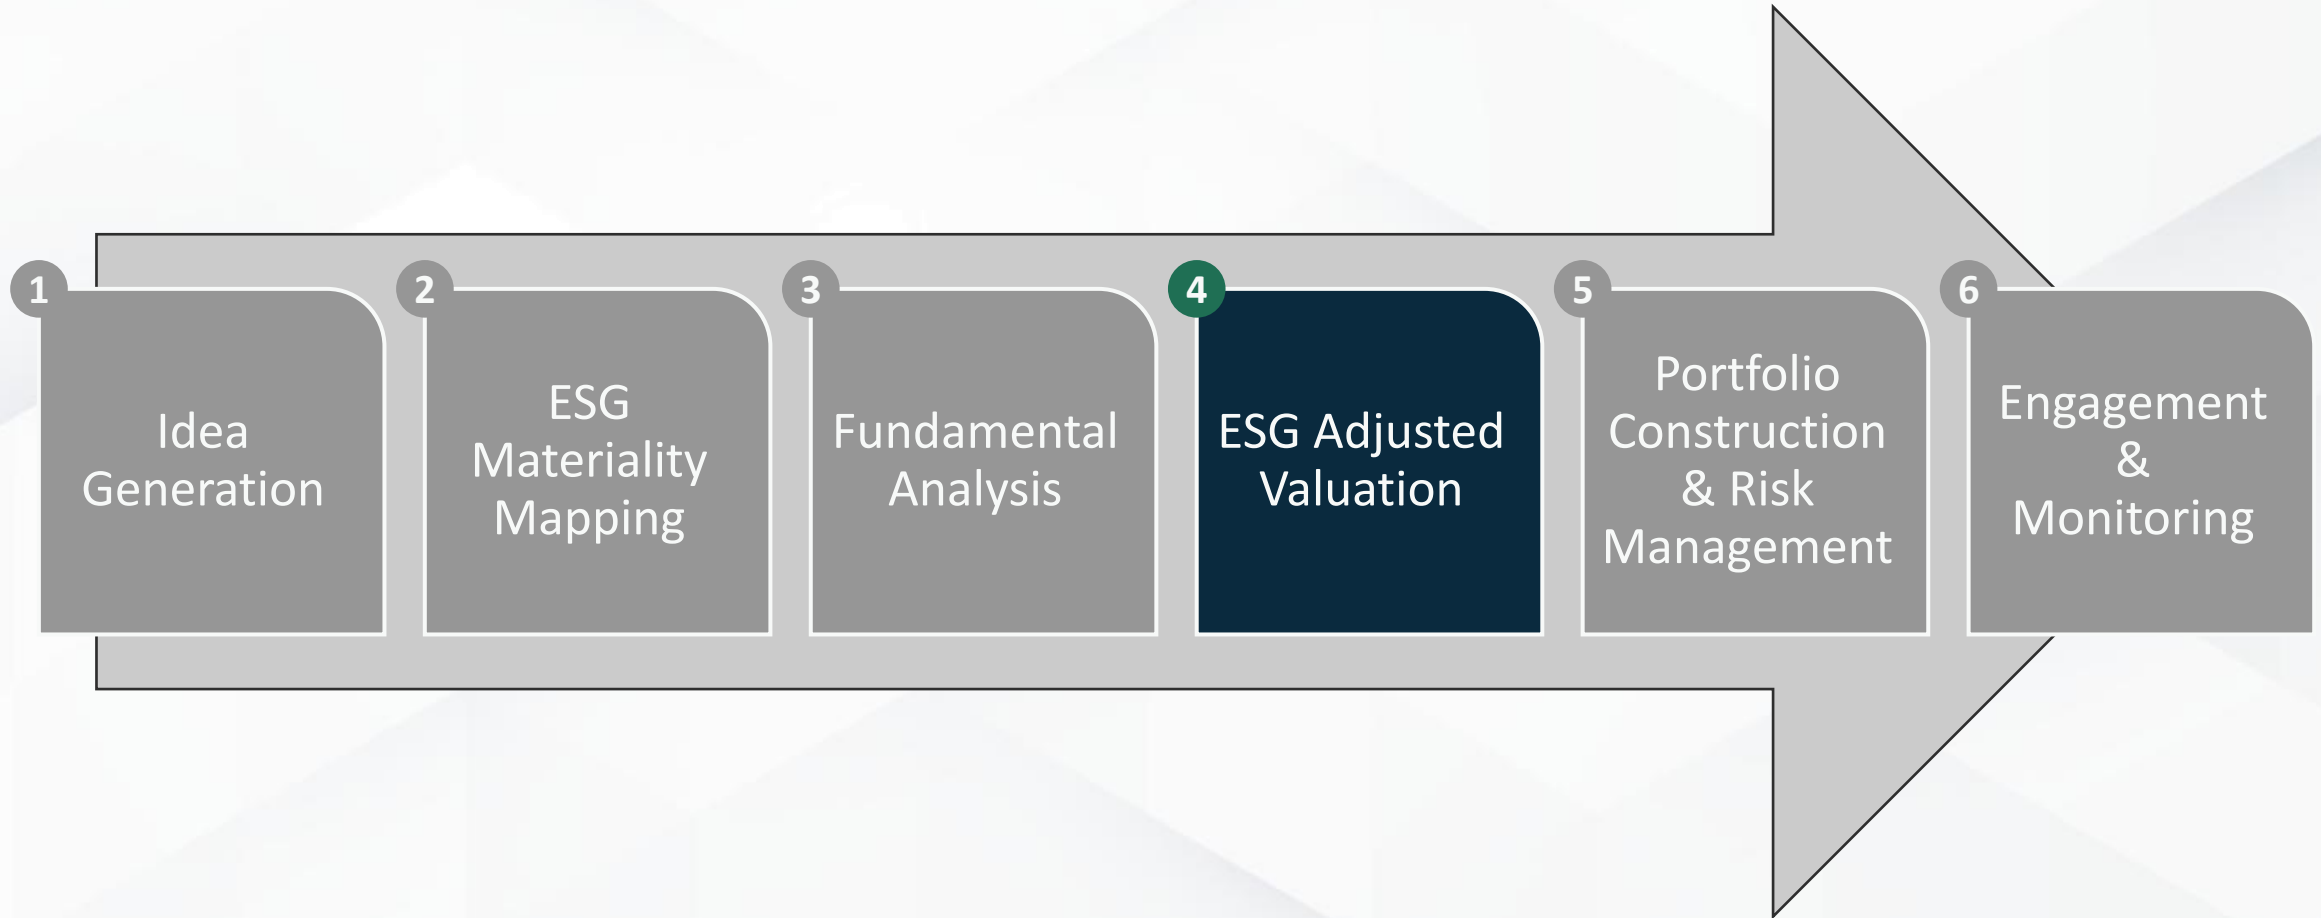 1
Idea
Generation
2
ESG
Materiality
Mapping
3
Fundamental
Analysis
4
ESG Adjusted
Valuation
5
Portfolio
Construction
& Risk
Management
6
Engagement
&
Monitoring